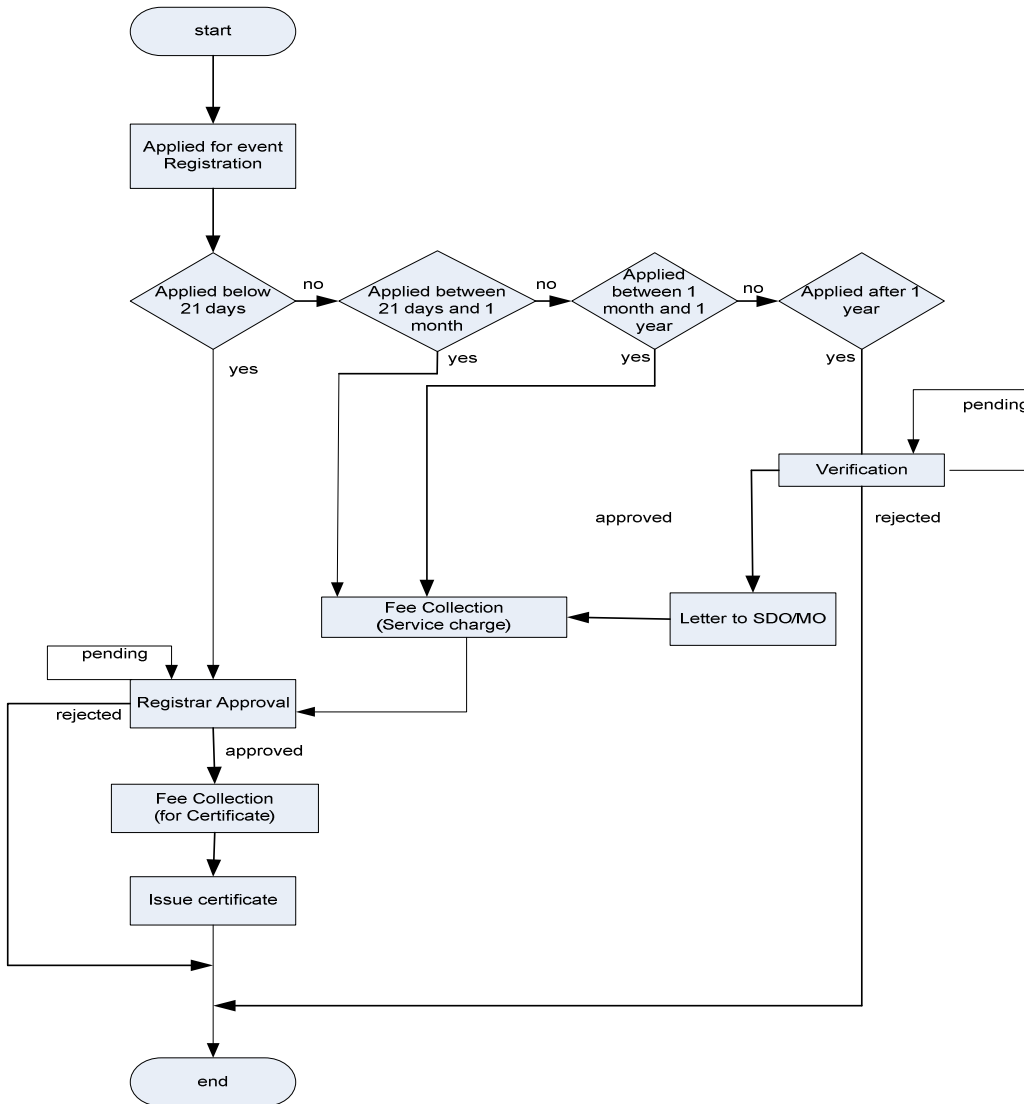 start
Applied for event
Registration
Applied below
21 days
no
Applied between
21 days and 1
month
no
Applied
between 1
month and 1
year
no
Applied after 1
year
yes
yes
yes
yes
pending
Verification
approved
rejected
Fee Collection
(Service charge)
Letter to SDO/MO
pending
Registrar Approval
rejected
approved
Fee Collection
(for Certificate)
Issue certificate
end